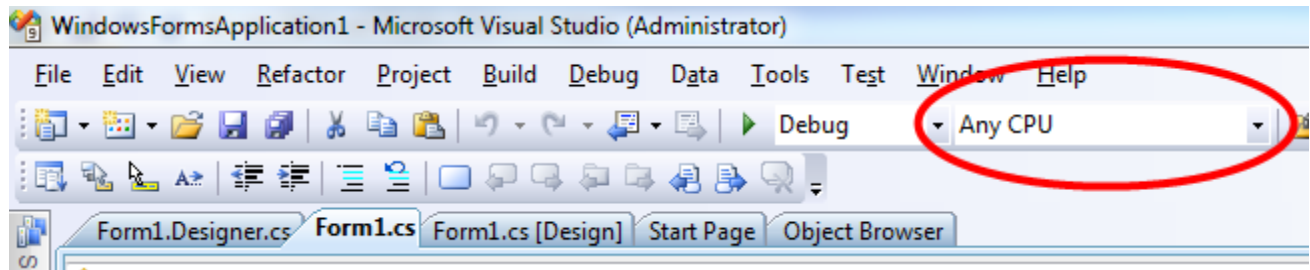 WindowsFormsApplication1 - Microsoft Visual Studio (Administrator)
File Edit View Refactor Project Build Debug Data Tools Test Window Help
Debug Any CPU
Form1.Designer.cs Form1.cs Form1.cs [Design] Start Page Object Browser